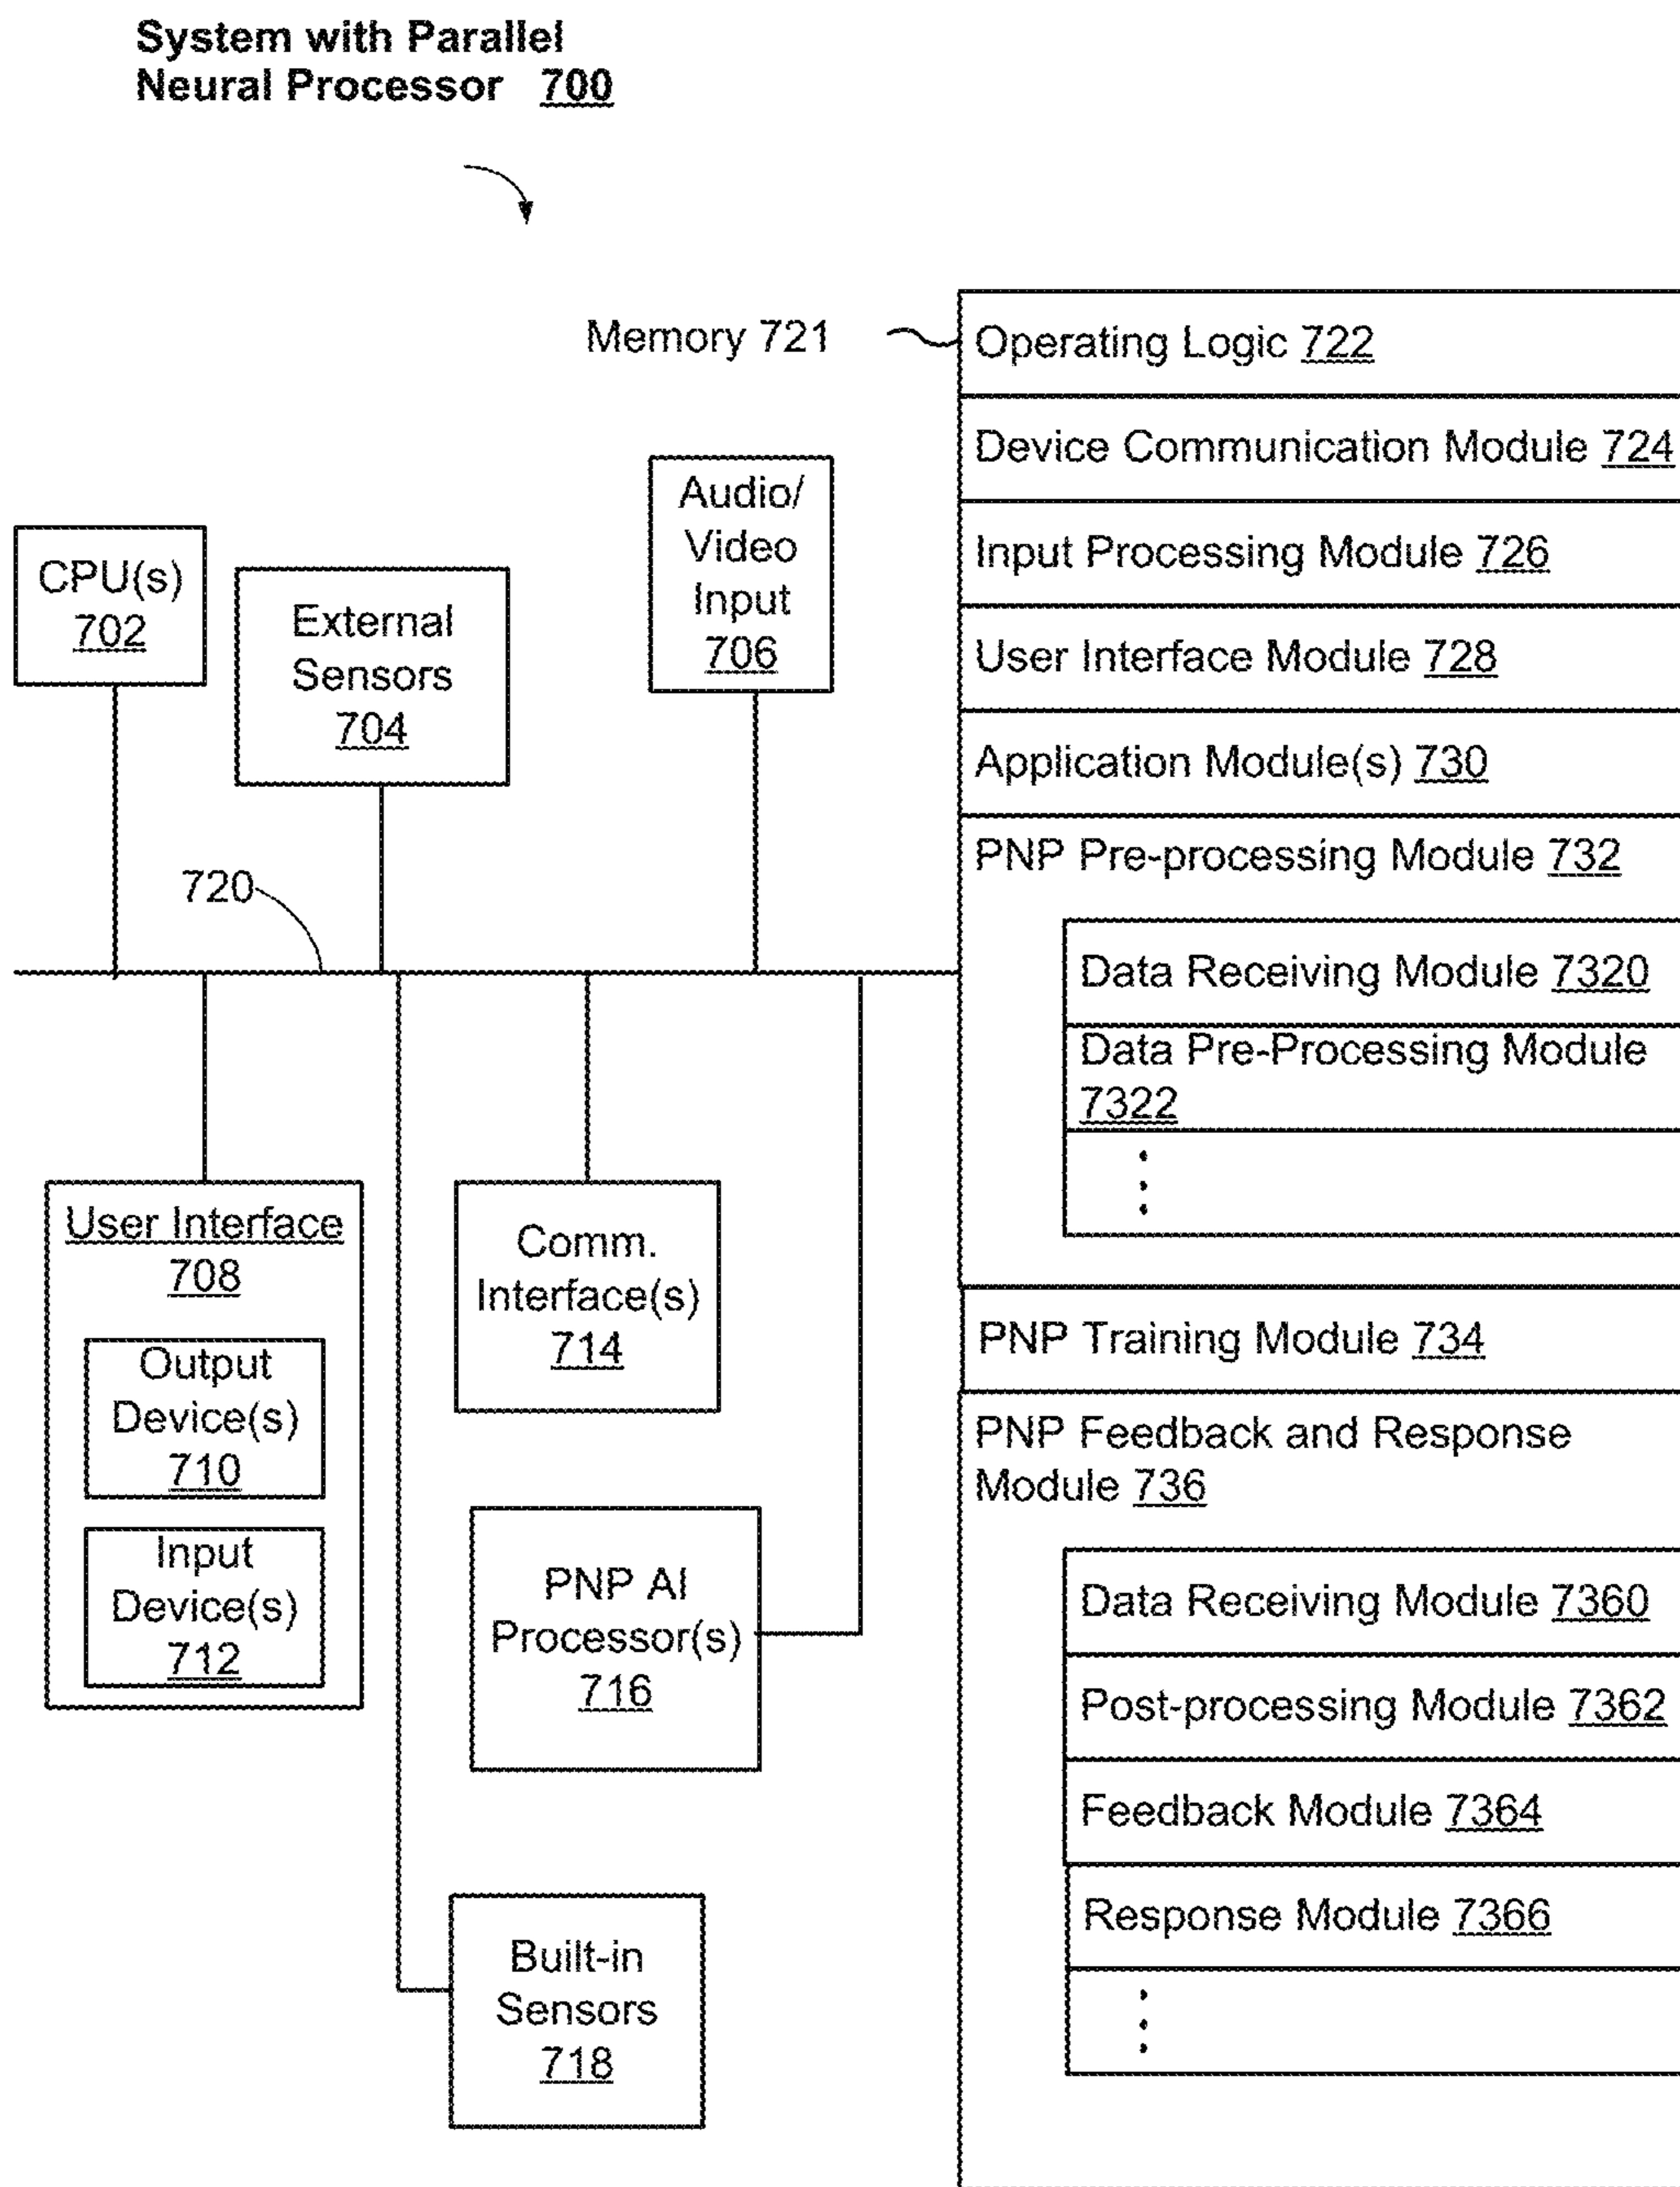 System with Parallel
Neural Processor 700
Memory 721
Operating Logic 722
Device Communication Module 724
Input Processing Module 726
User Interface Module 728
Application Module(s) 730
PNP Pre-processing Module 732
Data Receiving Module 7320
Data Pre-Processing Module
7322
PNP Training Module 734
PNP Feedback and Response
Module 736
Data Receiving Module 7360
Post-processing Module 7362
Feedback Module 7364
Response Module 7366
CPU(s)
702
External
Sensors
704
Audio/
Video
Input
706
720
User Interface
708
Output
Device(s)
710
Input
Device(s)
712
Comm.
Interface(s)
714
PNP AI
Processor(s)
716
Built-in
Sensors
718